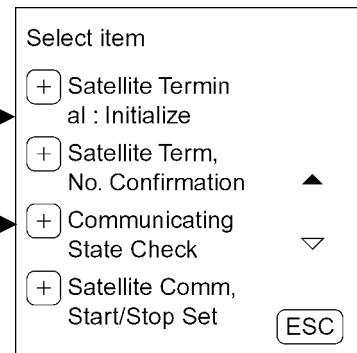 Select item
+ Satellite Termin
al : Initialize
+ Satellite Term,
No. Confirmation
+ Communicating
State Check
+ Satellite Comm,
Start/Stop Set
ESC